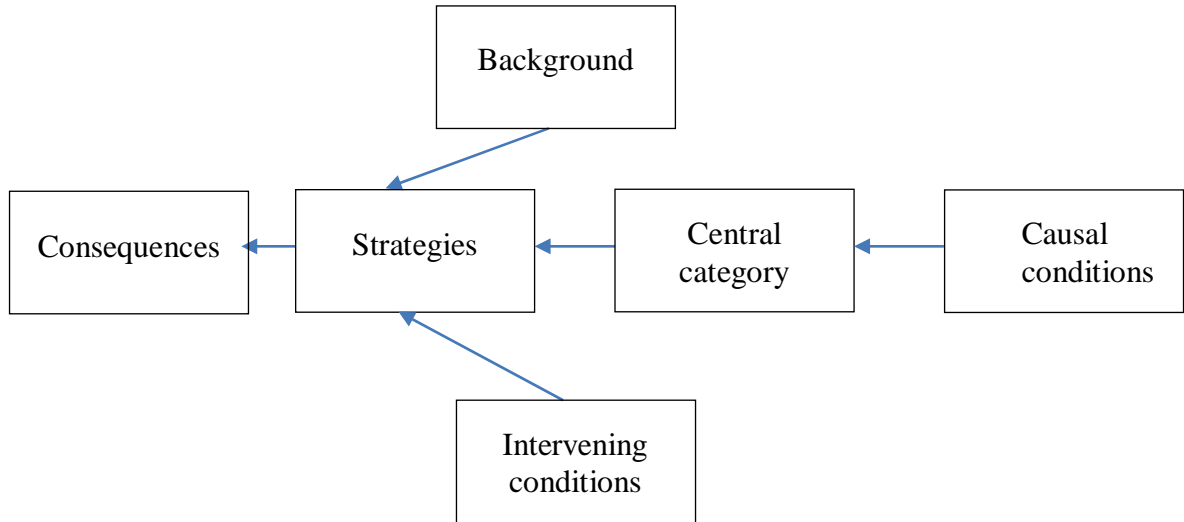 Background
Consequences
Strategies
Central
category
Causal
conditions
Intervening
conditions